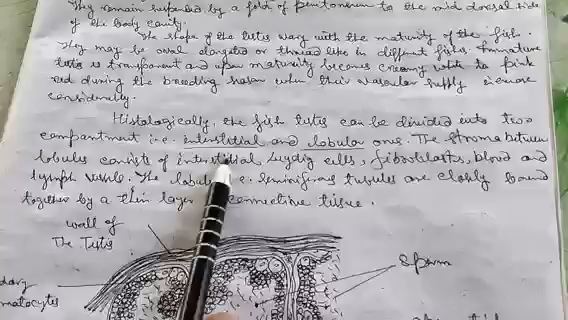 They remain suspended by a fold of peritoneum to the mid dorsal side
of the body cavity.
The shape of the testes vary with the maturity of the fish.
They may be oval elongated or thread like in different fishes. Immature
testis is transparent and upon maturity becomes creamy white to pink
red during the breeding season when their vascular supply increase
considerably.
Histologically, the fish testes can be divided into two
compartment i.e. interstitial and lobular ones. The stroma between
lobules consists of interstitial Leydig cells, fibroblasts, blood and
lymph vessels. The e. seminiferous tubules are closely bound
together by a thin layer connective tissue.
wall of
The Testis
Sperm
dary
matocytes